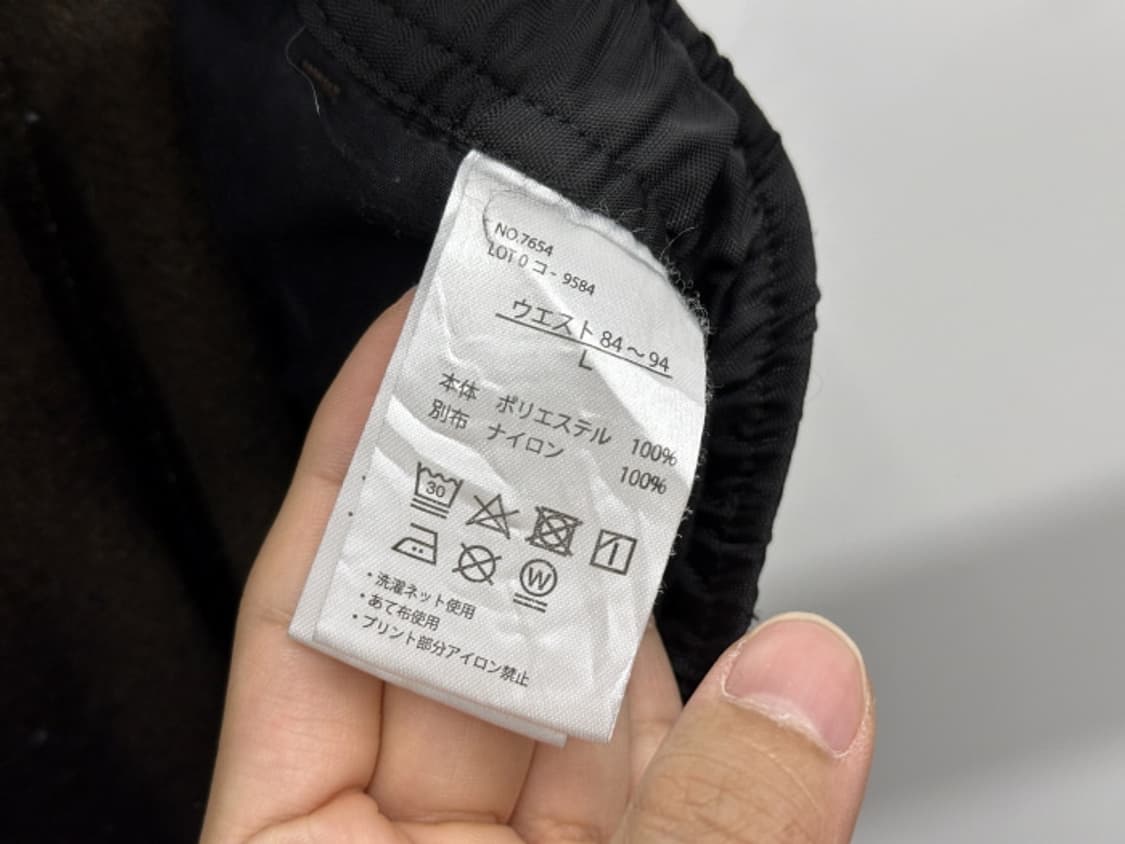 NO.7654
LOT 0 コ - 9584
ウエスト 84～94
L
本体 ポリエステル 100%
別布 ナイロン 100%
30
W
・洗濯ネット使用
・あて布使用
・プリント部分アイロン禁止